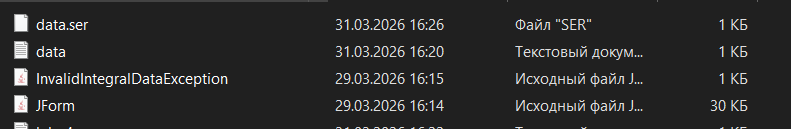 data.ser 31.03.2026 16:26 Файл "SER" 1 КБ
data 31.03.2026 16:20 Текстовый докум... 1 КБ
InvalidIntegralDataException 29.03.2026 16:15 Исходный файл J... 1 КБ
JForm 29.03.2026 16:14 Исходный файл J... 30 КБ